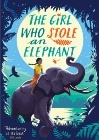 THE GIRL
WHO STOLE
an
ELEPHANT